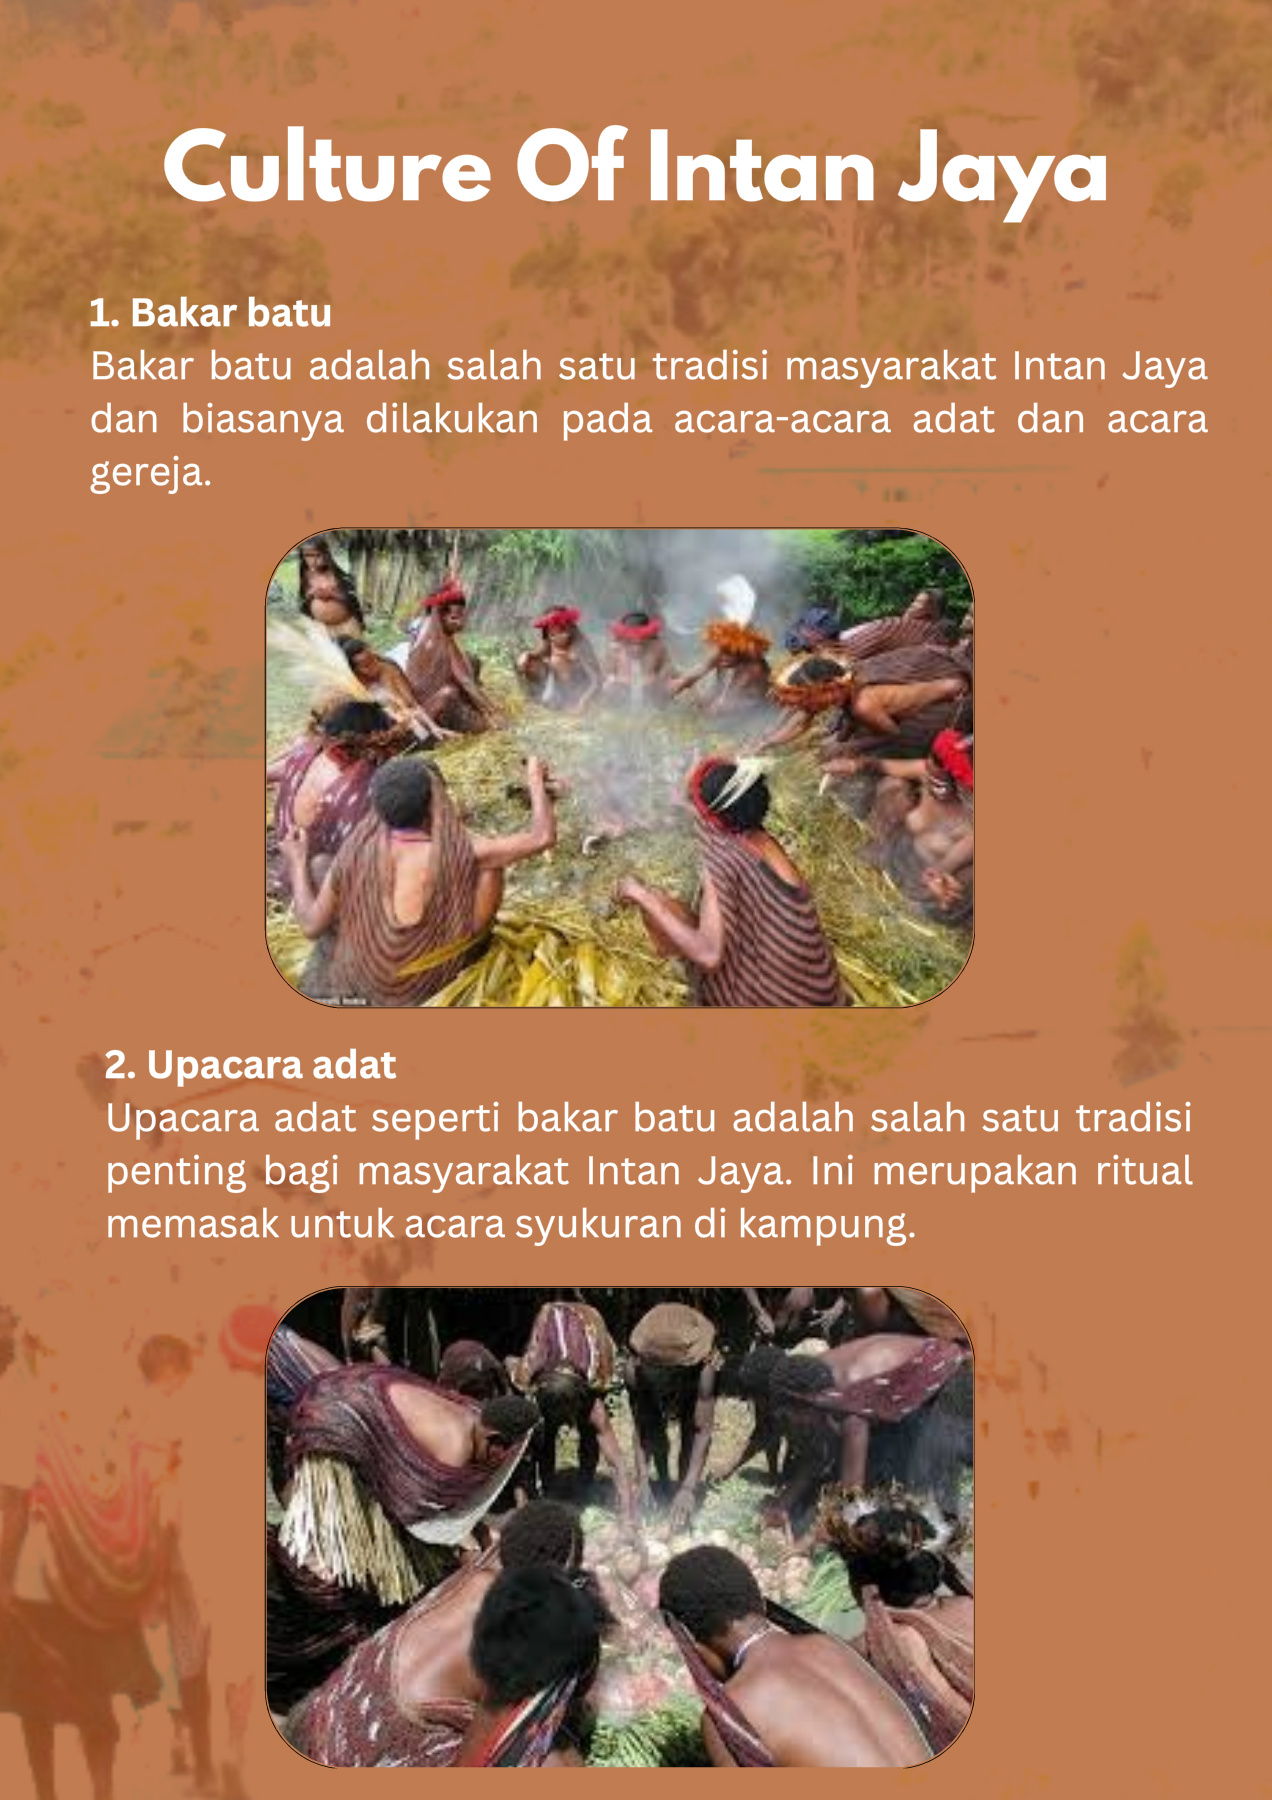 Culture Of Intan Jaya
1. Bakar batu
Bakar batu adalah salah satu tradisi masyarakat Intan Jaya
dan biasanya dilakukan pada acara-acara adat dan acara
gereja.
2. Upacara adat
Upacara adat seperti bakar batu adalah salah satu tradisi
penting bagi masyarakat Intan Jaya. Ini merupakan ritual
memasak untuk acara syukuran di kampung.